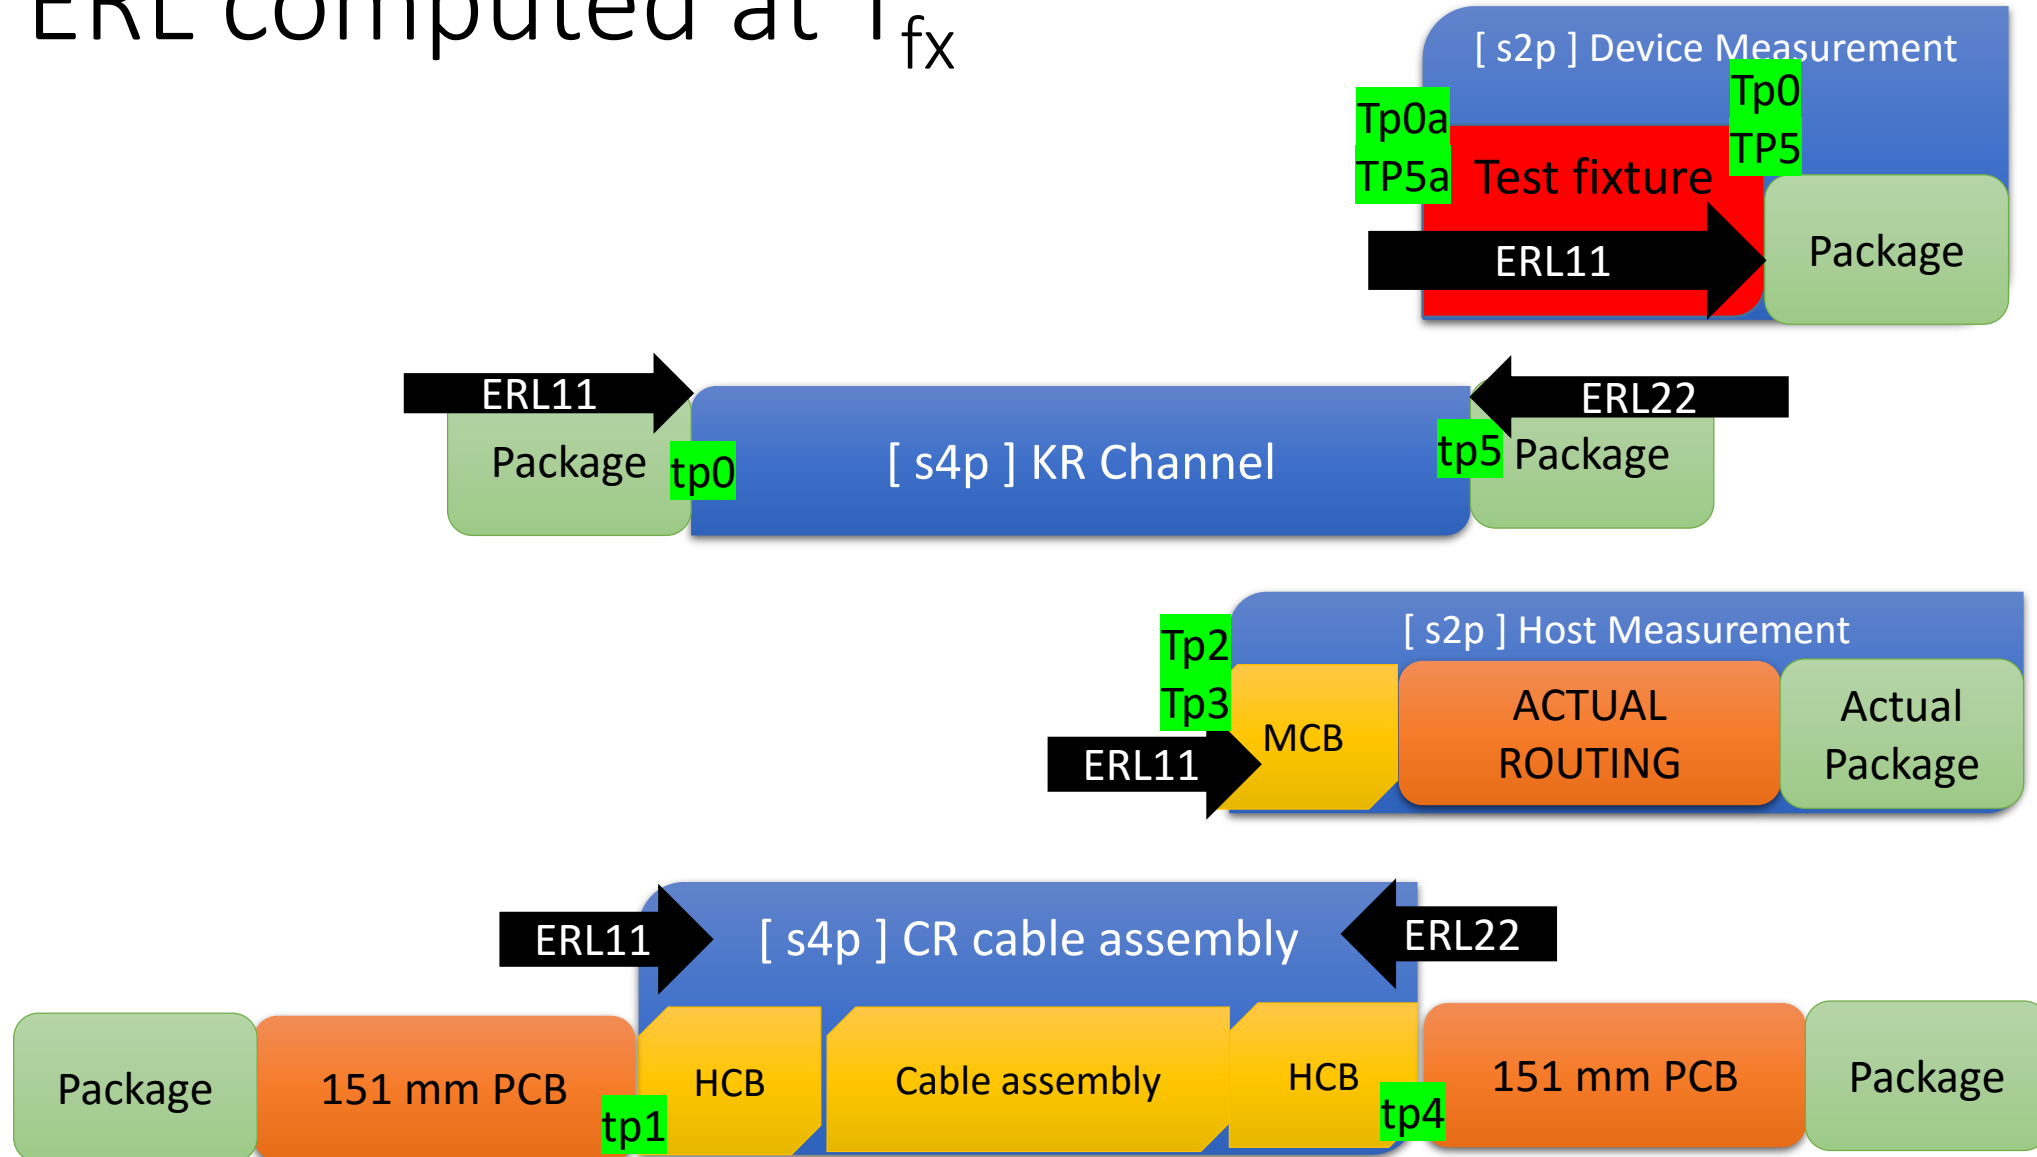 ERL computed at T fx
[ s2p ] Device Measurement
Tp0
TP5
Tp0a
TP5a
Test fixture
ERL11
Package
ERL11
ERL22
Package
tp0
[ s4p ] KR Channel
tp5
Package
[ s2p ] Host Measurement
Tp2
Tp3
ERL11
MCB
ACTUAL
ROUTING
Actual
Package
ERL11
[ s4p ] CR cable assembly
ERL22
Package
151 mm PCB
tp1
HCB
Cable assembly
HCB
tp4
151 mm PCB
Package